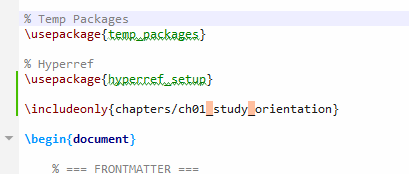 % Temp Packages
\usepackage{temp_packages}
% Hyperref
\usepackage{hyperref_setup}
\includeonly{chapters/ch01_study_orientation}
\begin{document}
% === FRONTMATTER ===